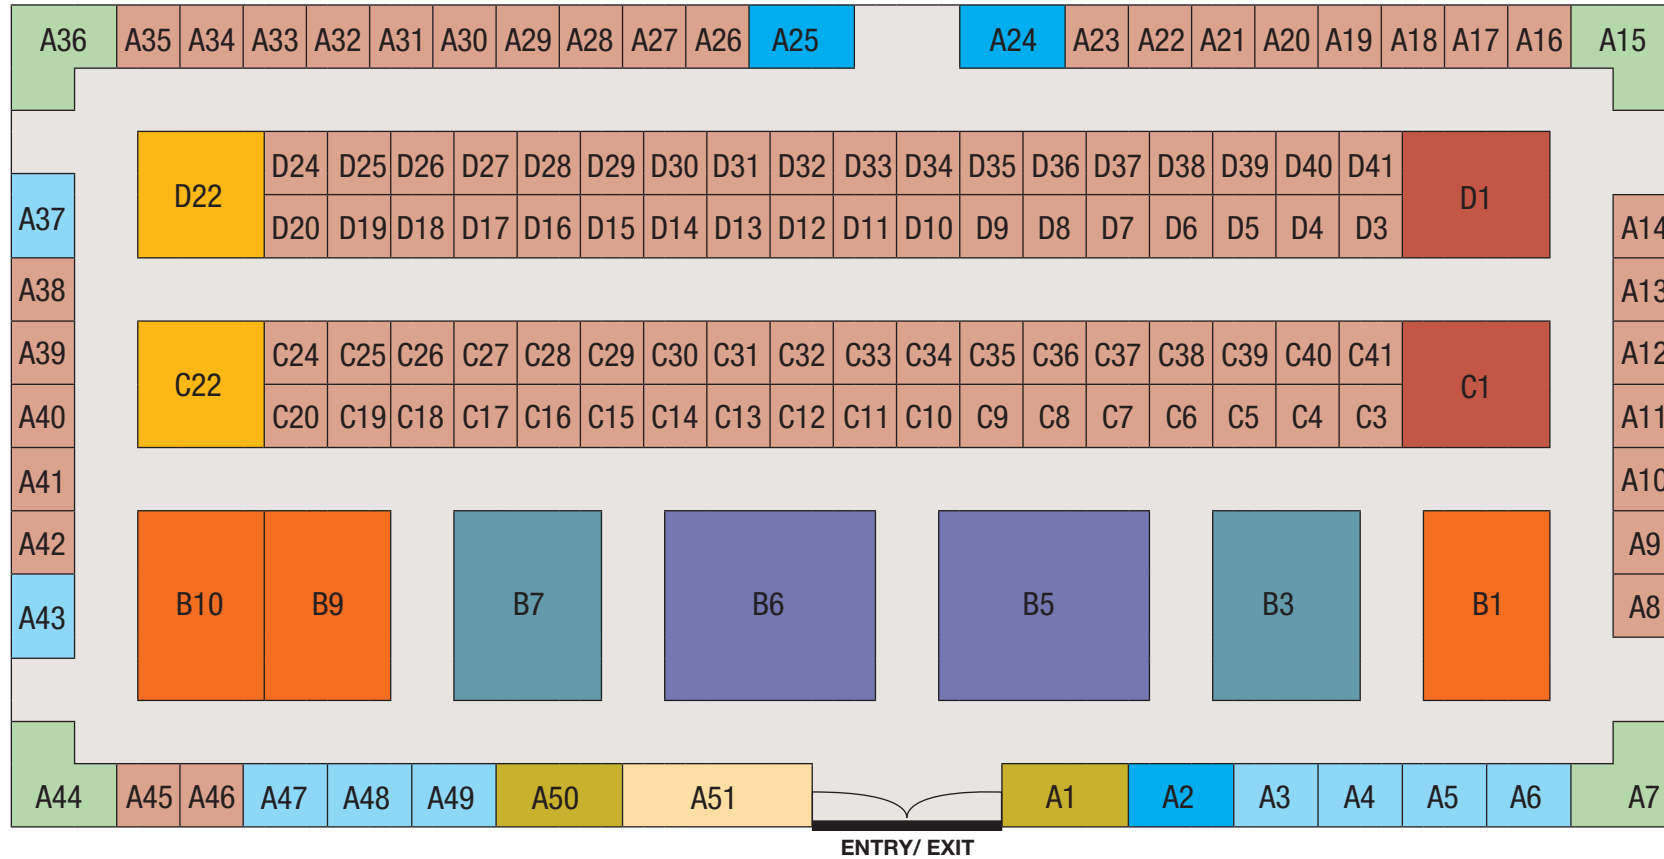 A36 A35 A34 A33 A32 A31 A30 A29 A28 A27 A26 A25 A24 A23 A22 A21 A20 A19 A18 A17 A16 A15
D24 D25 D26 D27 D28 D29 D30 D31 D32 D33 D34 D35 D36 D37 D38 D39 D40 D41
D22 D1
A37 D20 D19 D18 D17 D16 D15 D14 D13 D12 D11 D10 D9 D8 D7 D6 D5 D4 D3 A14
A38 A13
A39 C24 C25 C26 C27 C28 C29 C30 C31 C32 C33 C34 C35 C36 C37 C38 C39 C40 C41 A12
C22 C1
A40 C20 C19 C18 C17 C16 C15 C14 C13 C12 C11 C10 C9 C8 C7 C6 C5 C4 C3 A11
A41 A10
A42 A9
A43 B10 B9 B7 B6 B5 B3 B1 A8
A44 A45 A46 A47 A48 A49 A50 A51 A1 A2 A3 A4 A5 A6 A7
ENTRY/ EXIT